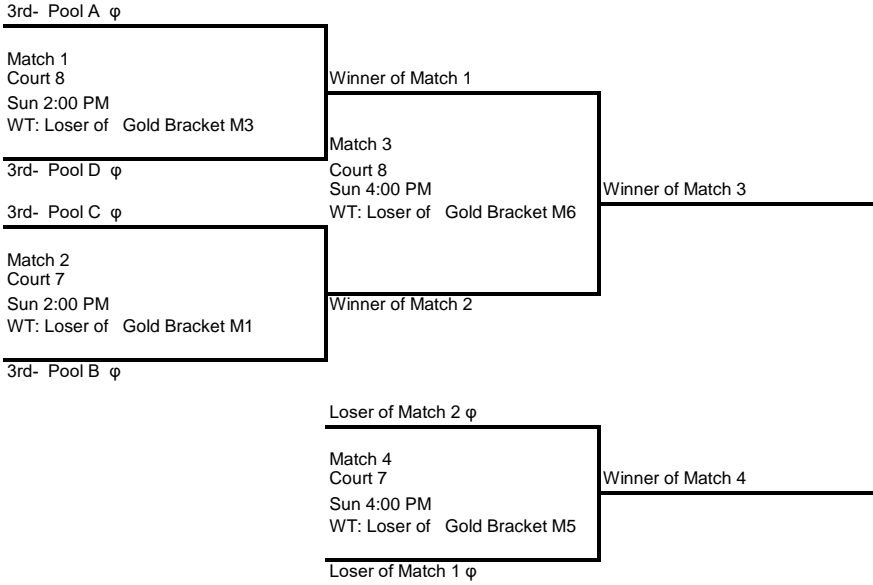 3rd- Pool A φ
Match 1
Court 8
Sun 2:00 PM
WT: Loser of Gold Bracket M3
3rd- Pool D φ
3rd- Pool C φ
Match 2
Court 7
Sun 2:00 PM
WT: Loser of Gold Bracket M1
3rd- Pool B φ
Winner of Match 1
Match 3
Court 8
Sun 4:00 PM
WT: Loser of Gold Bracket M6
Winner of Match 2
Winner of Match 3
Loser of Match 2 φ
Match 4
Court 7
Sun 4:00 PM
WT: Loser of Gold Bracket M5
Loser of Match 1 φ
Winner of Match 4